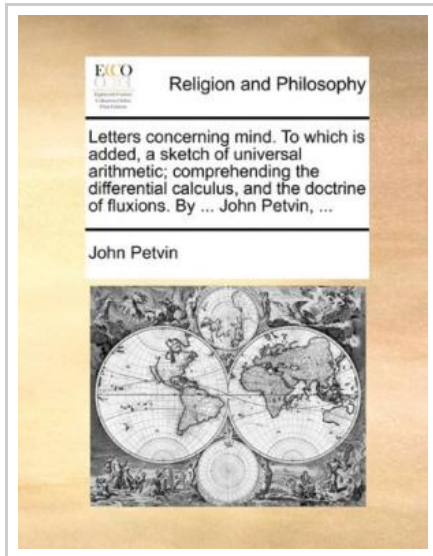 ECCO
Religion and Philosophy
Letters concerning mind. To which is
added, a sketch of universal
arithmetic; comprehending the
differential calculus, and the doctrine
of fluxions. By ... John Petvin, ...
John Petvin